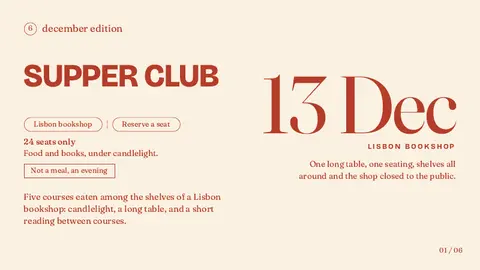 6 december edition
SUPPER CLUB
Lisbon bookshop
Reserve a seat
24 seats only
Food and books, under candlelight.
Not a meal, an evening
Five courses eaten among the shelves of a Lisbon
bookshop: candlelight, a long table, and a short
reading between courses.
13 Dec
LISBON BOOKSHOP
One long table, one seating, shelves all
around and the shop closed to the public.
01 / 06